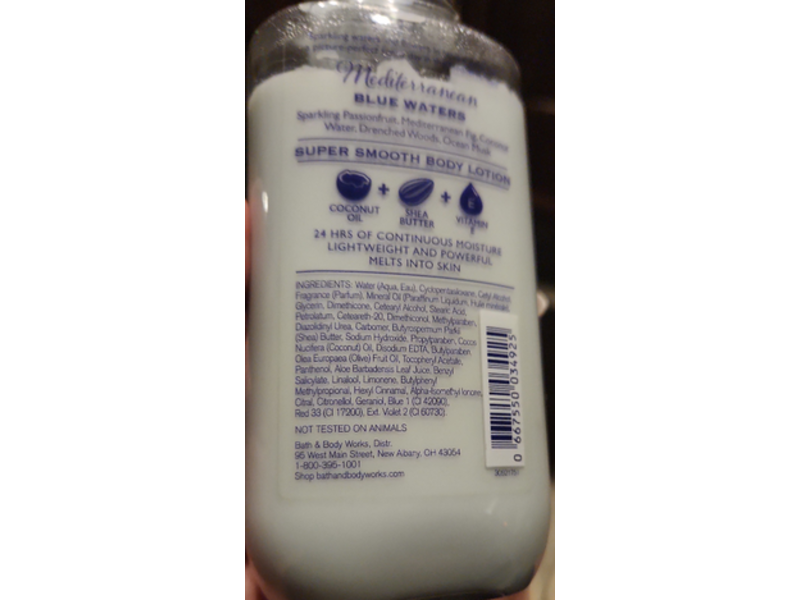 Sparkling waters
picture-perfect
Mediterranean
BLUE WATERS
Sparkling Passionfruit, Mediterranean Fig, Coconut
Water, Drenched Woods, Ocean Musk
SUPER SMOOTH BODY LOTION
COCONUT OIL + SHEA BUTTER + E VITAMIN E
24 HRS OF CONTINUOUS MOISTURE
LIGHTWEIGHT AND POWERFUL
MELTS INTO SKIN
INGREDIENTS: Water (Aqua, Eau), Cyclopentasiloxane, Cetyl Alcohol,
Fragrance (Parfum), Mineral Oil (Paraffinum Liquidum, Huile minérale),
Glycerin, Dimethicone, Cetearyl Alcohol, Stearic Acid,
Petrolatum, Ceteareth-20, Dimethiconol, Methylparaben,
Diazolidinyl Urea, Carbomer, Butyrospermum Parkii
(Shea) Butter, Sodium Hydroxide, Propylparaben, Cocos
Nucifera (Coconut) Oil, Disodium EDTA, Butylparaben,
Olea Europaea (Olive) Fruit Oil, Tocopheryl Acetate,
Panthenol, Aloe Barbadensis Leaf Juice, Benzyl
Salicylate, Linalool, Limonene, Butylphenyl
Methylpropional, Hexyl Cinnamal, Alpha-Isomethyl Ionone,
Citral, Citronellol, Geraniol, Blue 1 (CI 42090),
Red 33 (CI 17200), Ext. Violet 2 (CI 60730).
NOT TESTED ON ANIMALS
Bath & Body Works, Distr.
95 West Main Street, New Albany, OH 43054
1-800-395-1001
Shop bathandbodyworks.com
0 667550 034925